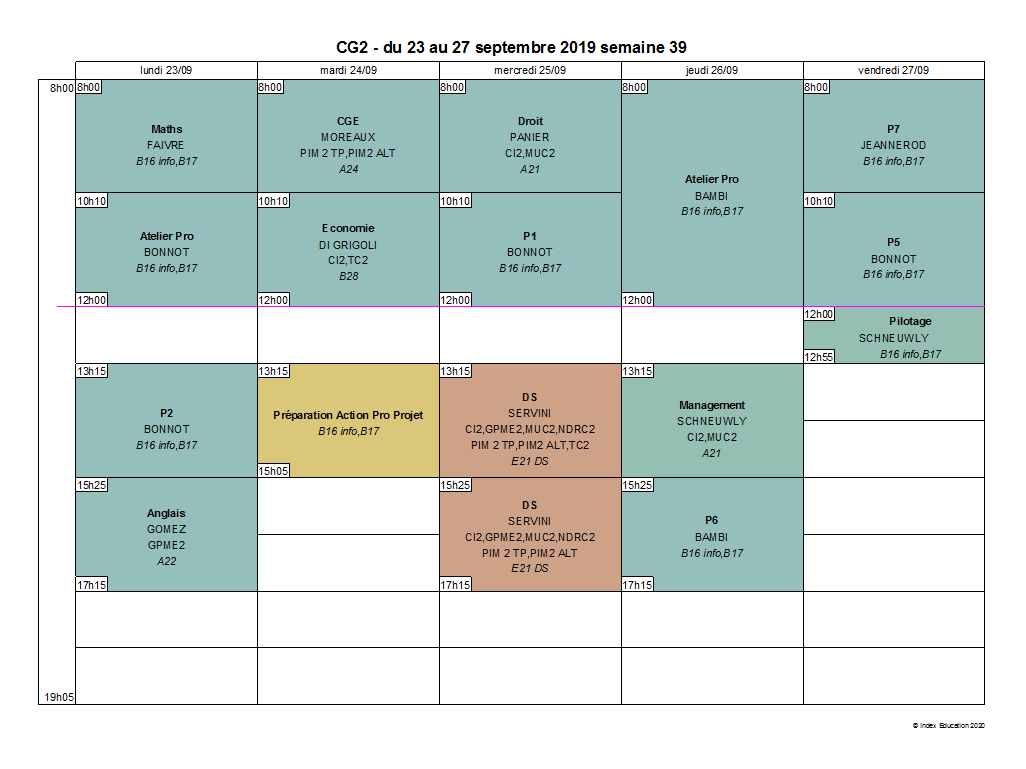 CG2 - du 23 au 27 septembre 2019 semaine 39
lundi 23/09
mardi 24/09
mercredi 25/09
jeudi 26/09
vendredi 27/09
8h00
8h00
Maths
FAIVRE
B16 info,B17
8h00
CGE
MOREAUX
PIM 2 TP,PIM2 ALT
A24
8h00
Droit
PANIER
CI2,MUC2
A21
8h00
Atelier Pro
BAMBI
B16 info,B17
12h00
8h00
P7
JEANNEROD
B16 info,B17
10h10
Atelier Pro
BONNOT
B16 info,B17
12h00
10h10
Economie
DI GRIGOLI
CI2,TC2
B28
12h00
10h10
P1
BONNOT
B16 info,B17
12h00
10h10
P5
BONNOT
B16 info,B17
12h00
Pilotage
SCHNEUWLY
B16 info,B17
12h55
13h15
P2
BONNOT
B16 info,B17
13h15
Préparation Action Pro Projet
B16 info,B17
15h05
13h15
DS
SERVINI
CI2,GPME2,MUC2,NDRC2
PIM 2 TP,PIM2 ALT,TC2
E21 DS
13h15
Management
SCHNEUWLY
CI2,MUC2
A21
15h25
Anglais
GOMEZ
GPME2
A22
17h15
15h25
DS
SERVINI
CI2,GPME2,MUC2,NDRC2
PIM 2 TP,PIM2 ALT
E21 DS
17h15
15h25
P6
BAMBI
B16 info,B17
17h15
19h05
© Index Education 2020